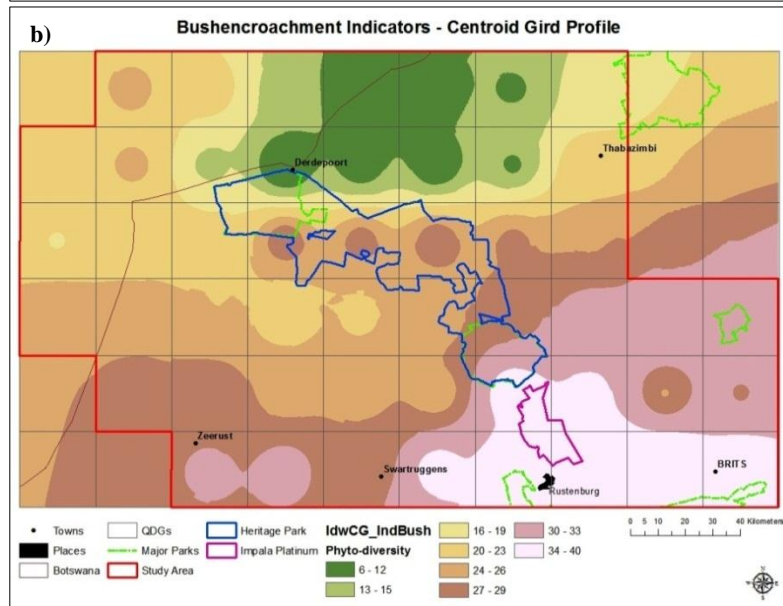 b)
Bushencroachment Indicators - Centroid Gird Profile
Thabazimbi
Derdepoort
Zeerust
Swartruggens
BRITS
Rustenburg
Towns
Places
Botswana
QDGs
Major Parks
Study Area
Heritage Park
Impala Platinum
IdwCG_IndBush
Phyto-diversity
6 - 12
13 - 15
16 - 19
20 - 23
24 - 26
27 - 29
30 - 33
34 - 40
Kilometers
0 5 10 20 30 40